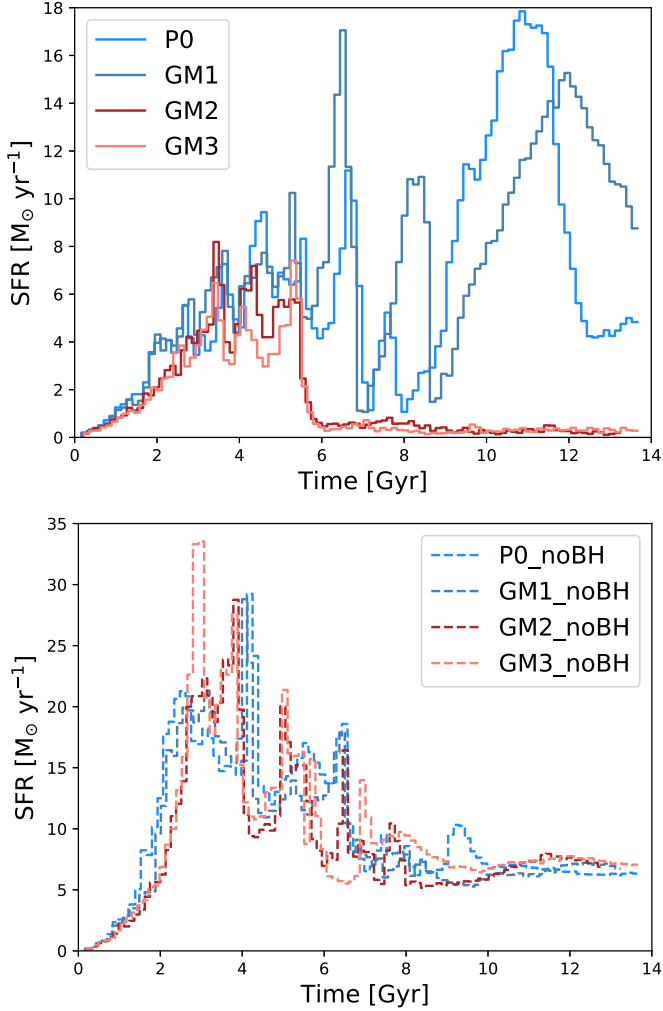 18
16
14
12
10
8
6
4
2
0
SFR [M⊙ yr⁻¹]
P0
GM1
GM2
GM3
0 2 4 6 8 10 12 14
Time [Gyr]
35
30
25
20
15
10
5
0
SFR [M⊙ yr⁻¹]
P0_noBH
GM1_noBH
GM2_noBH
GM3_noBH
0 2 4 6 8 10 12 14
Time [Gyr]